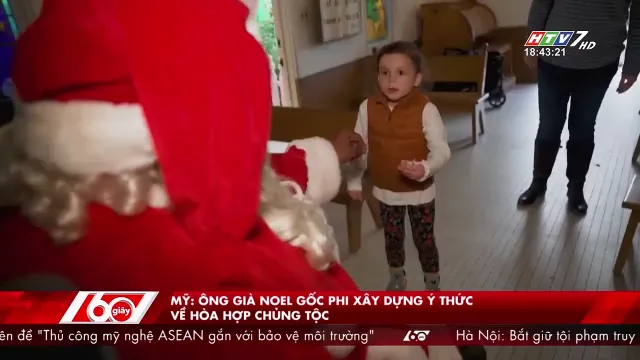 HTV7 HD
18:43:21
60 giây
MỸ: ÔNG GIÀ NOEL GỐC PHI XÂY DỰNG Ý THỨC
VỀ HÒA HỢP CHỦNG TỘC
ên đề "Thủ công mỹ nghệ ASEAN gắn với bảo vệ môi trường" 60 Hà Nội: Bắt giữ tội phạm truy